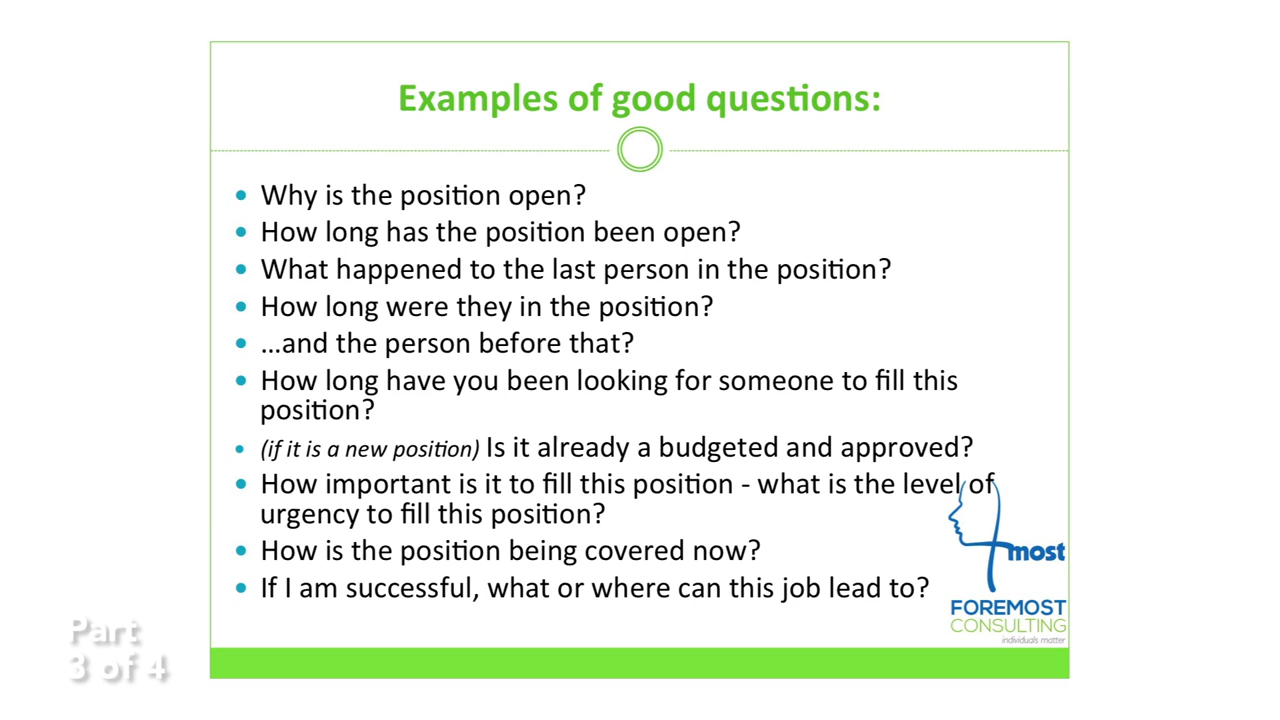 Examples of good questions:
• Why is the position open?
• How long has the position been open?
• What happened to the last person in the position?
• How long were they in the position?
• …and the person before that?
• How long have you been looking for someone to fill this
position?
• (if it is a new position) Is it already a budgeted and approved?
• How important is it to fill this position - what is the level of
urgency to fill this position?
• How is the position being covered now?
• If I am successful, what or where can this job lead to?
most
FOREMOST
CONSULTING
individuals matter
Part
3 of 4